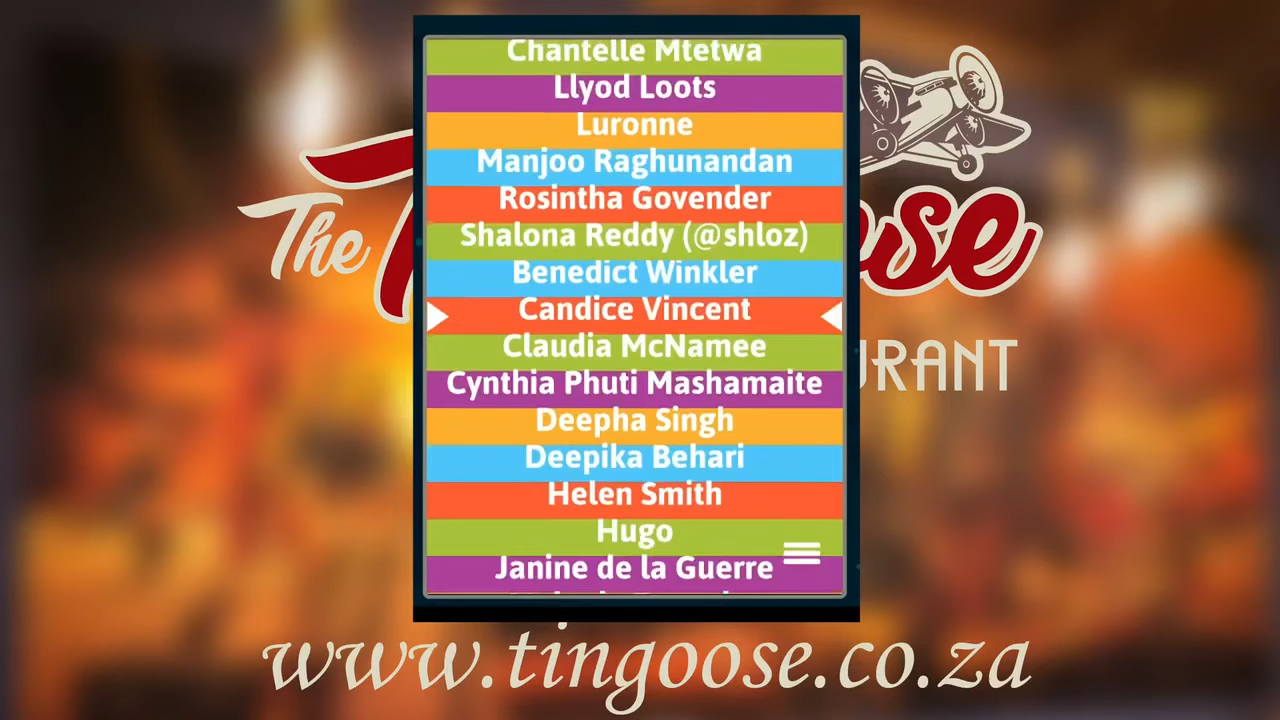 Chantelle Mtetwa
Llyod Loots
Luronne
Manjoo Raghunandan
Rosintha Govender
Shalona Reddy (@shloz)
Benedict Winkler
Candice Vincent
Claudia McNamee
Cynthia Phuti Mashamaite
Deepha Singh
Deepika Behari
Helen Smith
Hugo
Janine de la Guerre
The
www.tingoose.co.za